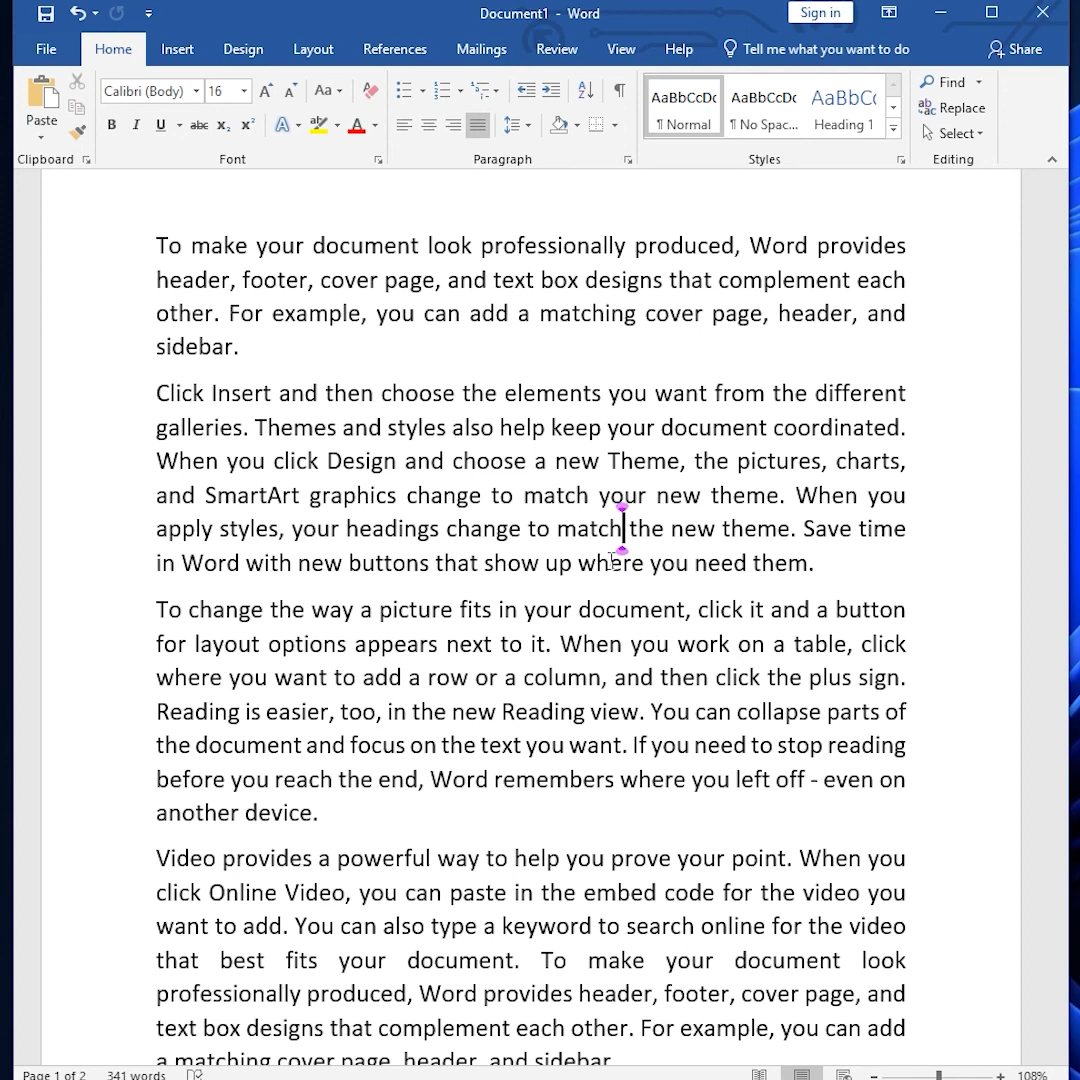 Document1 - Word
Sign in
File Home Insert Design Layout References Mailings Review View Help Tell me what you want to do Share
Calibri (Body) 16 Aa
Paste
B I U abc X₂ X² A ab A
AaBbCcDc AaBbCcDc AaBbCc
¶ Normal ¶ No Spac... Heading 1
Find
Replace
Select
Clipboard Font Paragraph Styles Editing
To make your document look professionally produced, Word provides
header, footer, cover page, and text box designs that complement each
other. For example, you can add a matching cover page, header, and
sidebar.
Click Insert and then choose the elements you want from the different
galleries. Themes and styles also help keep your document coordinated.
When you click Design and choose a new Theme, the pictures, charts,
and SmartArt graphics change to match your new theme. When you
apply styles, your headings change to match the new theme. Save time
in Word with new buttons that show up where you need them.
To change the way a picture fits in your document, click it and a button
for layout options appears next to it. When you work on a table, click
where you want to add a row or a column, and then click the plus sign.
Reading is easier, too, in the new Reading view. You can collapse parts of
the document and focus on the text you want. If you need to stop reading
before you reach the end, Word remembers where you left off - even on
another device.
Video provides a powerful way to help you prove your point. When you
click Online Video, you can paste in the embed code for the video you
want to add. You can also type a keyword to search online for the video
that best fits your document. To make your document look
professionally produced, Word provides header, footer, cover page, and
text box designs that complement each other. For example, you can add
a matching cover page, header, and sidebar.
Page 1 of 2 341 words 108%